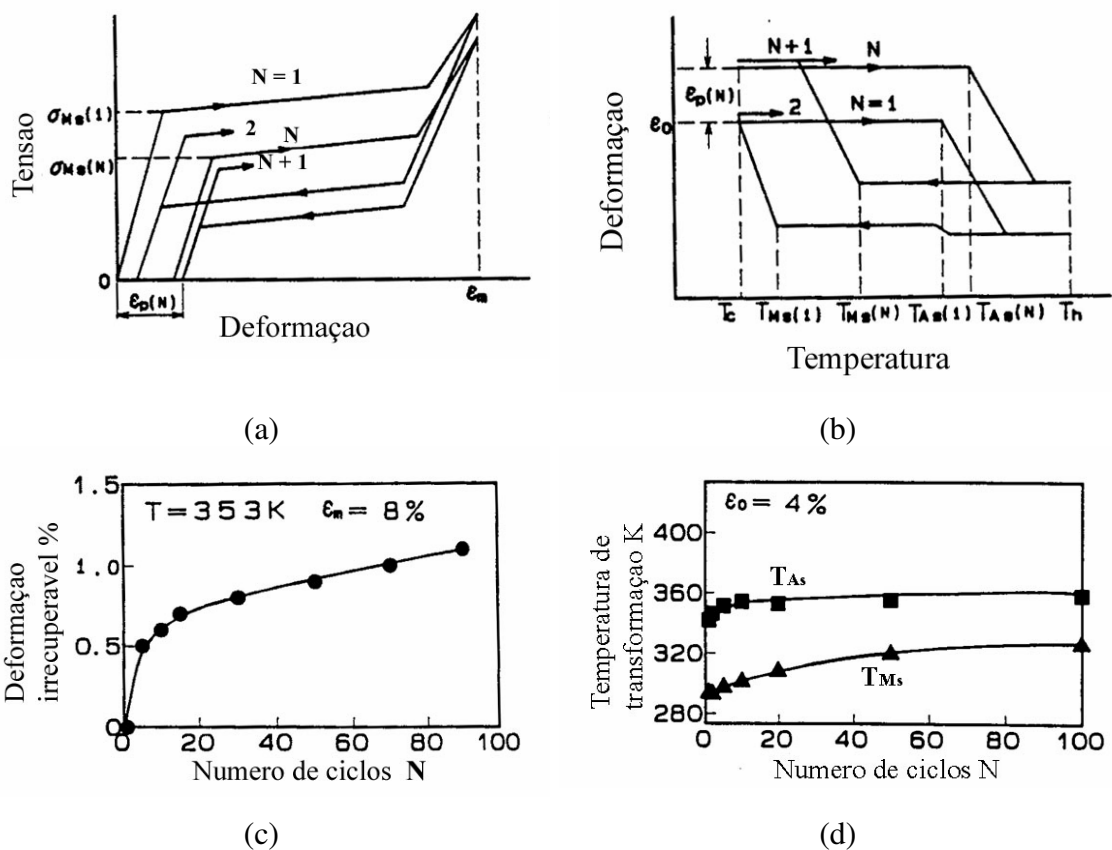 Tensao
σMs(1)
σMs(N)
0
N = 1
2
N
N + 1
εp(N)
εm
Deformaçao
(a)
Deformaçao
ε0
εp(N)
N+1
N
2
N=1
Tc TMs(1) TMs(N) TAs(1) TAs(N) Th
Temperatura
(b)
Deformaçao
irrecuperavel %
1.5
1.0
0.5
0
T=353K εm = 8%
0 20 40 60 80 100
Numero de ciclos N
(c)
Temperatura de
transformaçao K
400
360
320
280
ε0 = 4%
TAs
TMs
0 20 40 60 80 100
Numero de ciclos N
(d)